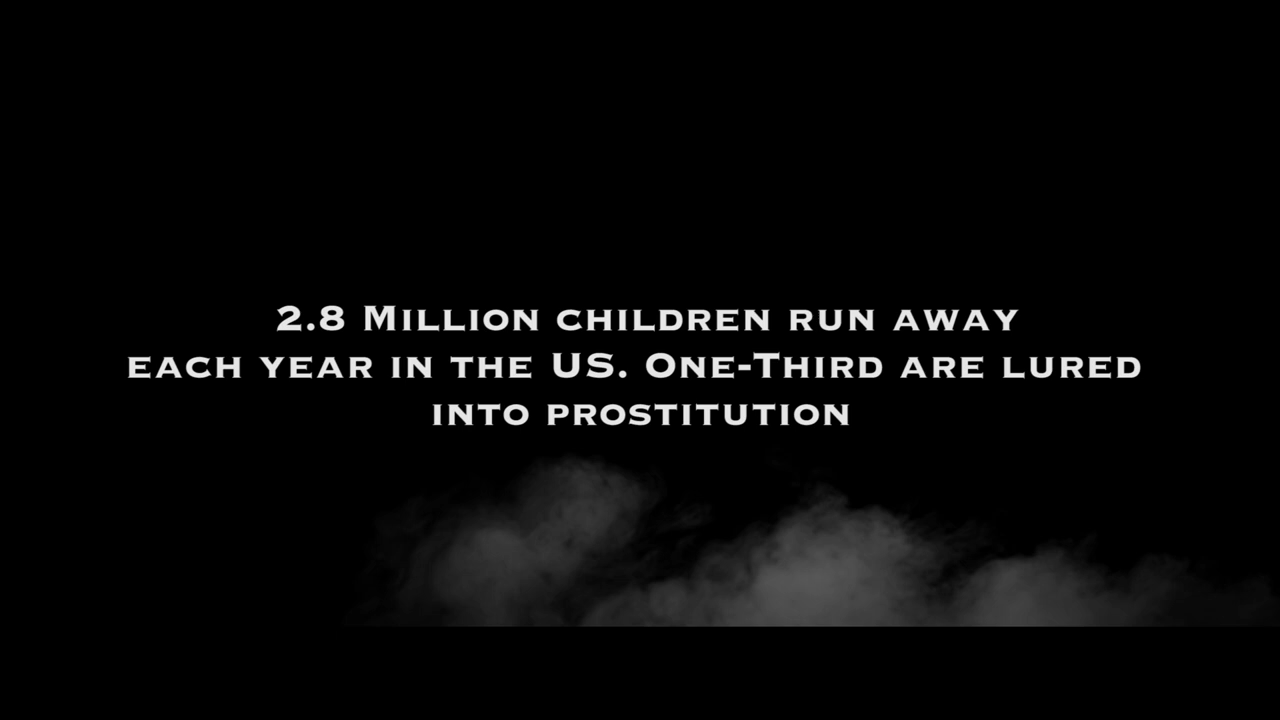 2.8 Million children run away
each year in the US. One-Third are lured
into prostitution